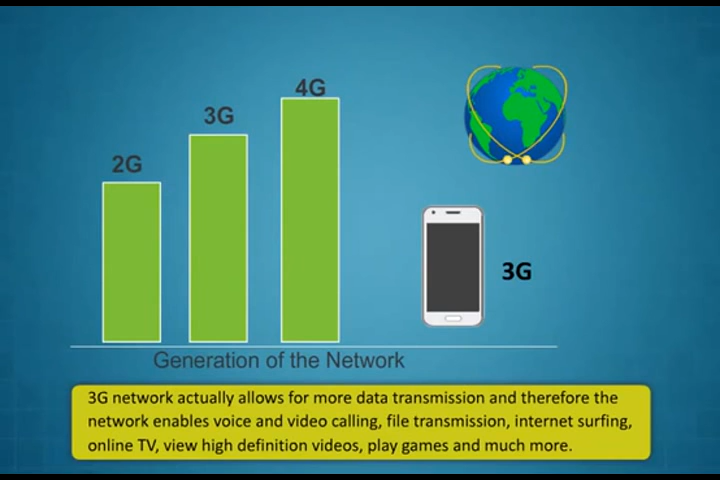 4G
3G
2G
3G
Generation of the Network
3G network actually allows for more data transmission and therefore the
network enables voice and video calling, file transmission, internet surfing,
online TV, view high definition videos, play games and much more.